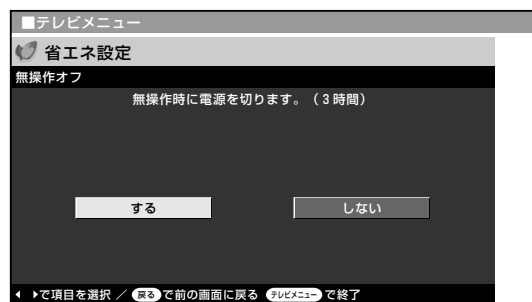 ■テレビメニュー
省エネ設定
無操作オフ
無操作時に電源を切ります。（3時間）
する
しない
で項目を選択 ／ 戻る で前の画面に戻る テレビメニュー で終了